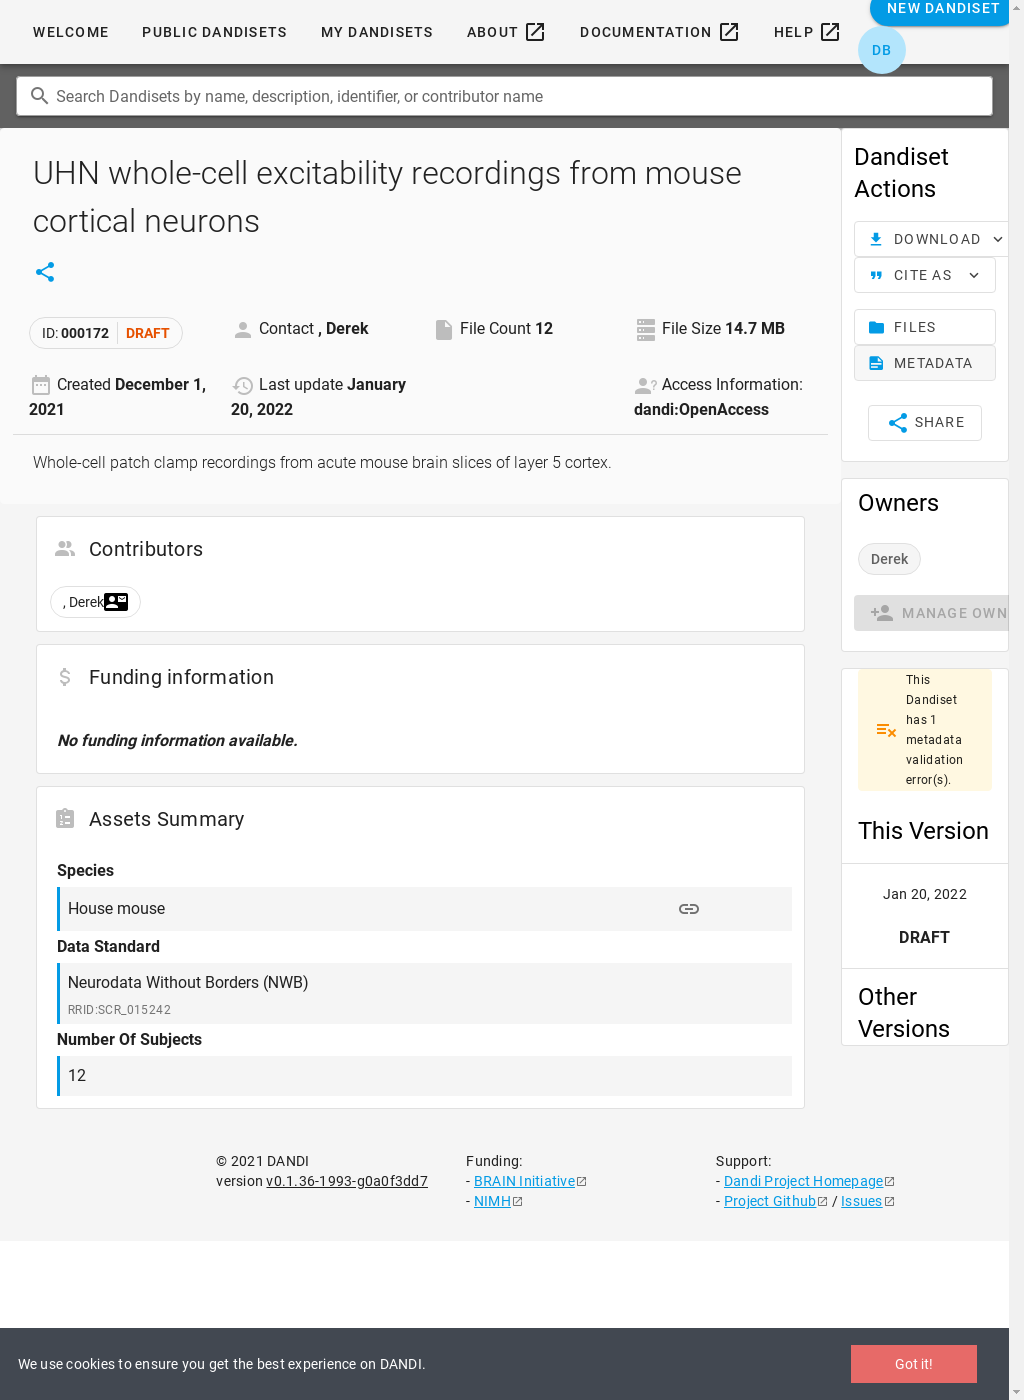 WELCOME PUBLIC DANDISETS MY DANDISETS ABOUT DOCUMENTATION HELP NEW DANDISET
DB
Search Dandisets by name, description, identifier, or contributor name
UHN whole-cell excitability recordings from mouse
cortical neurons
ID: 000172 DRAFT
Contact , Derek
File Count 12
File Size 14.7 MB
Created December 1,
2021
Last update January
20, 2022
Access Information:
dandi:OpenAccess
Whole-cell patch clamp recordings from acute mouse brain slices of layer 5 cortex.
Contributors
, Derek
Funding information
No funding information available.
Assets Summary
Species
House mouse
Data Standard
Neurodata Without Borders (NWB)
RRID:SCR_015242
Number Of Subjects
12
Dandiset
Actions
DOWNLOAD
CITE AS
FILES
METADATA
SHARE
Owners
Derek
MANAGE OWN
This
Dandiset
has 1
metadata
validation
error(s).
This Version
Jan 20, 2022
DRAFT
Other
Versions
© 2021 DANDI
version v0.1.36-1993-g0a0f3dd7
Funding:
- BRAIN Initiative
- NIMH
Support:
- Dandi Project Homepage
- Project Github / Issues
We use cookies to ensure you get the best experience on DANDI.
Got it!